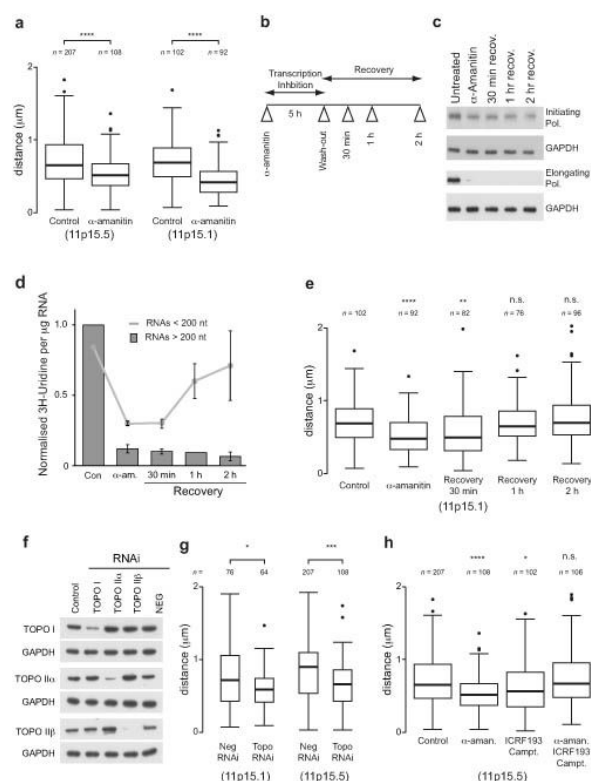 a
****
****
n = 207
n = 108
n = 102
n = 92
distance (μm)
2
1
0
Control
α-amanitin
Control
α-amanitin
(11p15.5)
(11p15.1)
b
Transcription
Inhbition
Recovery
5 h
α-amanitin
Wash-out
30 min
1 h
2 h
c
Untreated
α-Amanitin
30 min recov.
1 hr recov.
2 hr recov.
Initiating
Pol.
GAPDH
Elongating
Pol.
GAPDH
d
Normalised 3H-Uridine per μg RNA
1.0
0.5
0
RNAs < 200 nt
RNAs > 200 nt
Con
α-am.
30 min
1 h
2 h
Recovery
e
****
**
n.s.
n.s.
n = 102
n = 92
n = 82
n = 76
n = 96
distance (μm)
2
1
0
Control
α-amanitin
Recovery
30 min
Recovery
1 h
Recovery
2 h
(11p15.1)
f
RNAi
Control
TOPO I
TOPO IIα
TOPO IIβ
NEG
TOPO I
GAPDH
TOPO IIα
GAPDH
TOPO IIβ
GAPDH
g
*
***
n =
76
64
207
108
distance (μm)
2
1
0
Neg
RNAi
Topo
RNAi
Neg
RNAi
Topo
RNAi
(11p15.1)
(11p15.5)
h
****
*
n.s.
n = 207
n = 108
n = 102
n = 106
distance (μm)
2
1
0
Control
α-aman.
ICRF193
Campt.
α-aman.
ICRF193
Campt.
(11p15.5)